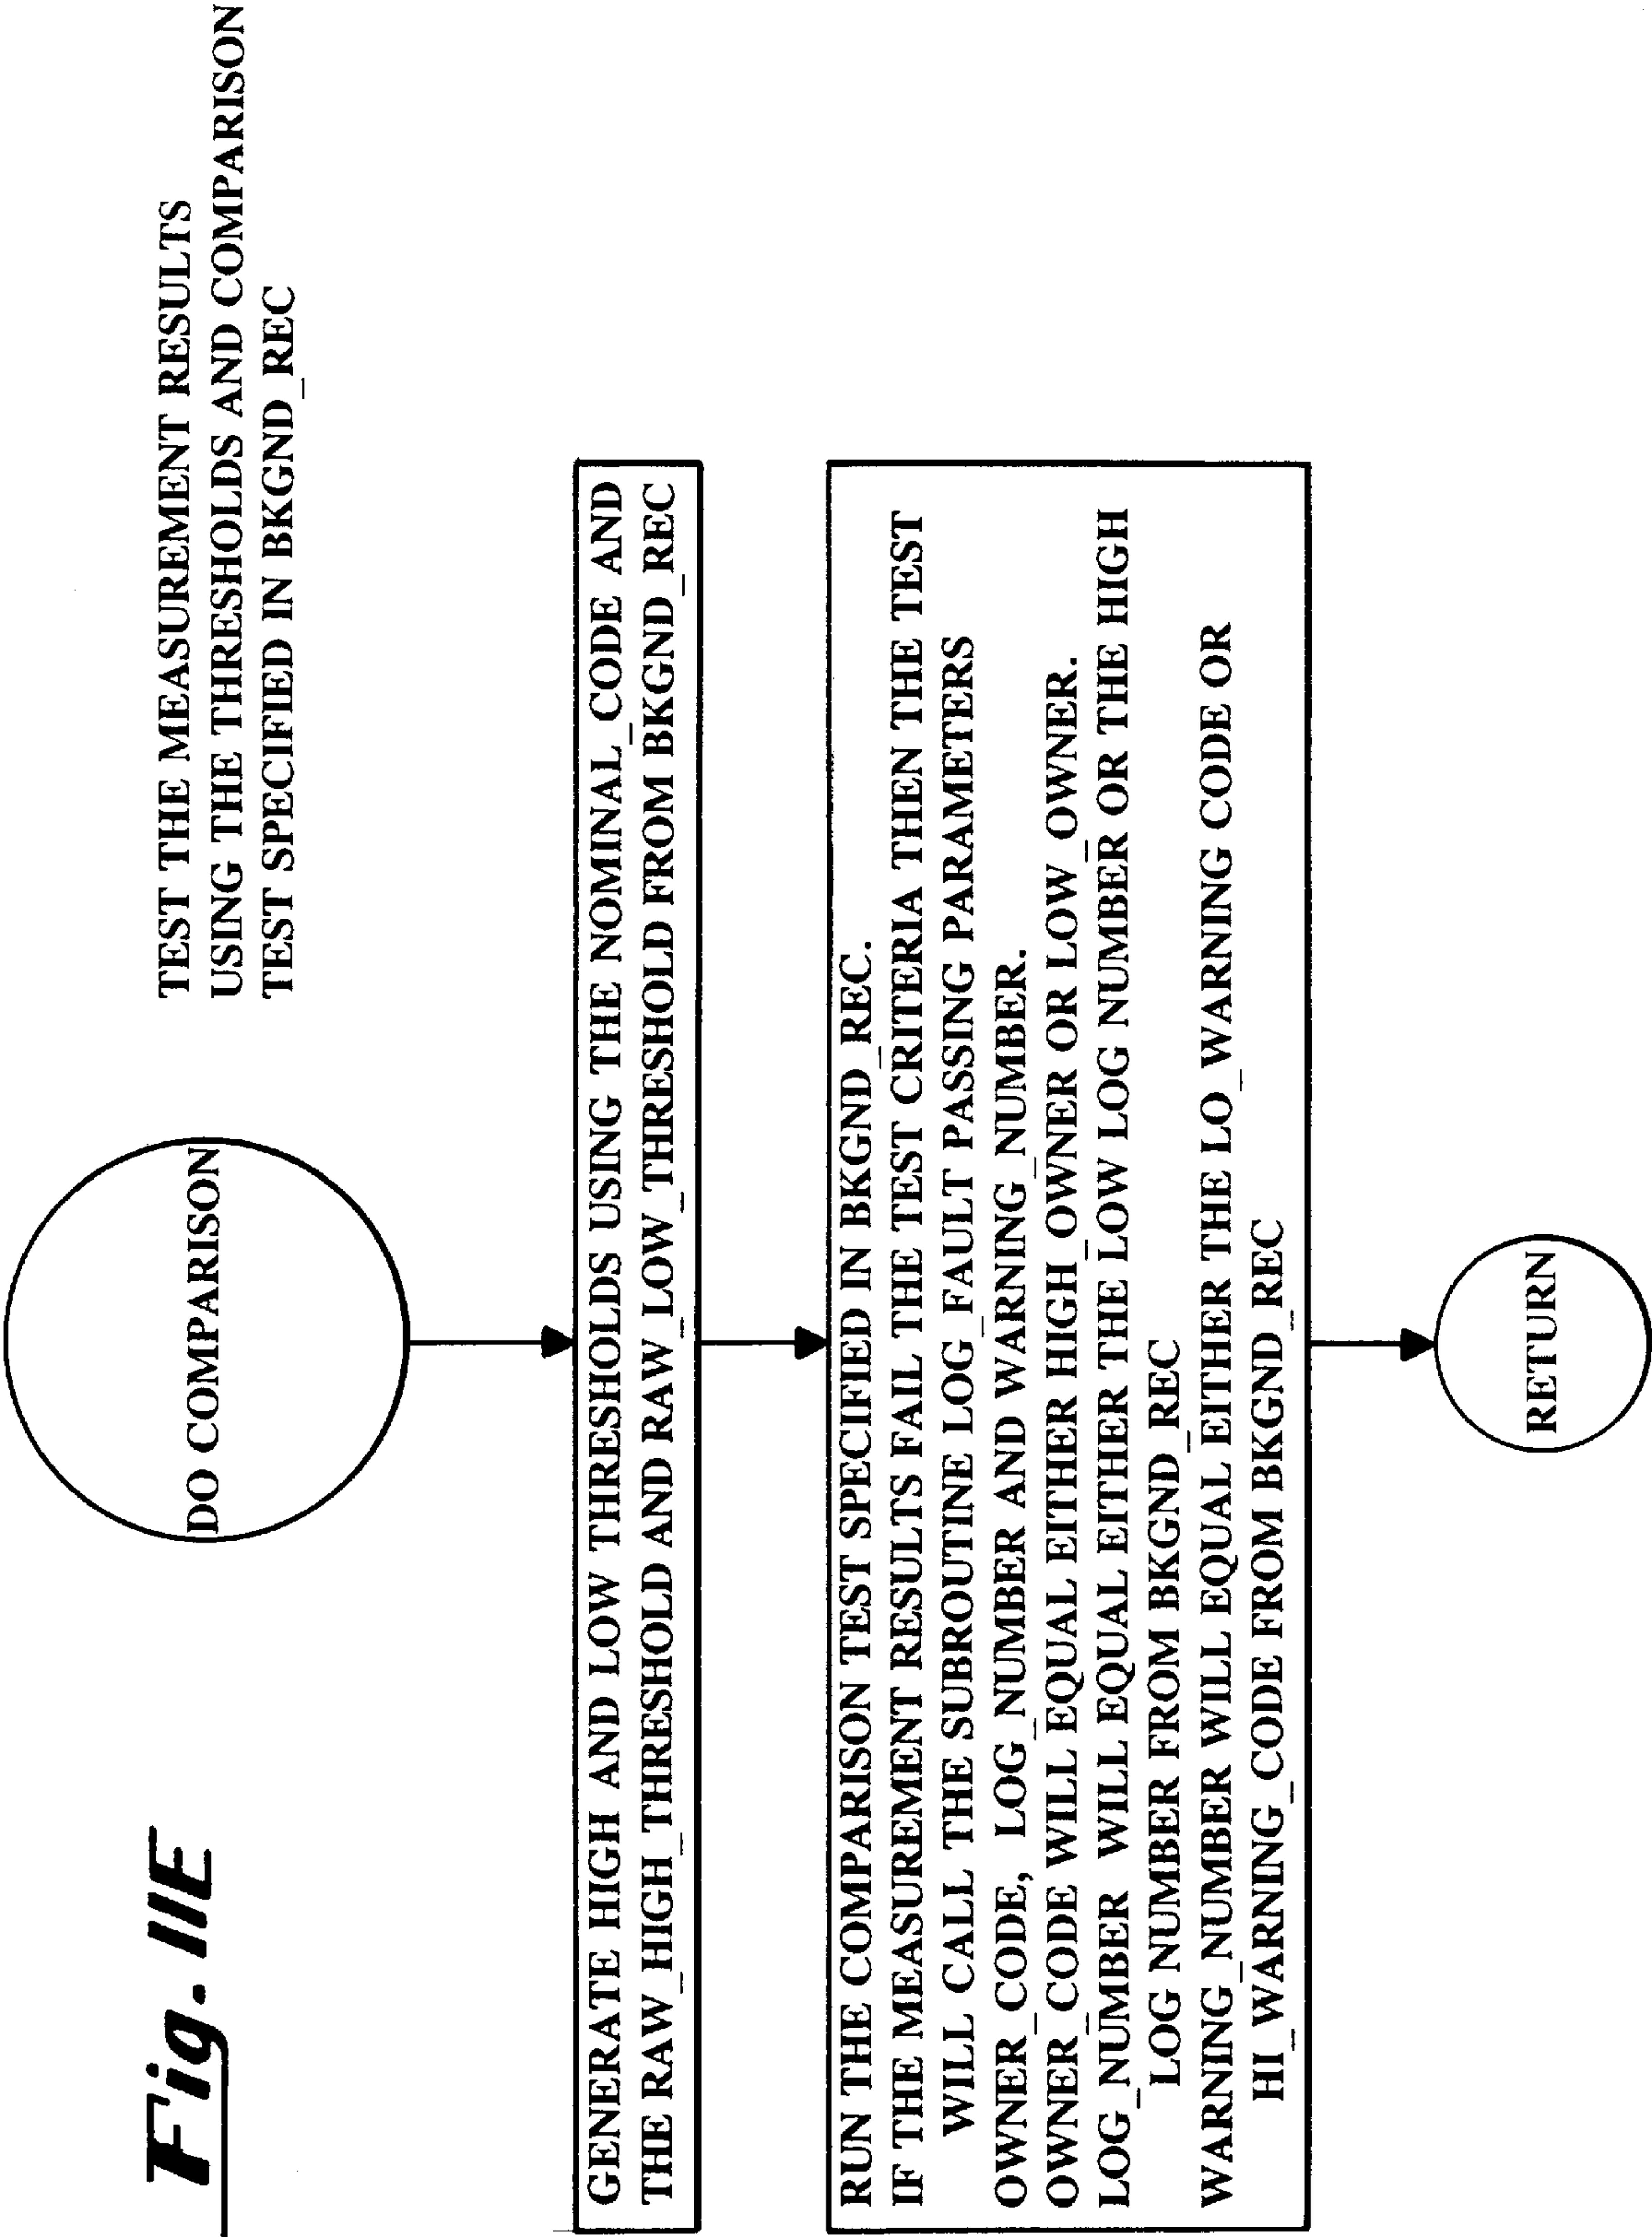 Fig. 11E
DO COMPARISON
TEST THE MEASUREMENT RESULTS
USING THE THRESHOLDS AND COMPARISON
TEST SPECIFIED IN BKGND_REC
GENERATE HIGH AND LOW THRESHOLDS USING THE NOMINAL_CODE AND
THE RAW_HIGH_THRESHOLD AND RAW_LOW_THRESHOLD FROM BKGND_REC
RUN THE COMPARISON TEST SPECIFIED IN BKGND_REC.
IF THE MEASUREMENT RESULTS FAIL THE TEST CRITERIA THEN THE TEST
WILL CALL THE SUBROUTINE LOG_FAULT PASSING PARAMETERS
OWNER_CODE, LOG_NUMBER AND WARNING_NUMBER.
OWNER_CODE WILL EQUAL EITHER HIGH_OWNER OR LOW_OWNER.
LOG_NUMBER WILL EQUAL EITHER THE LOW LOG NUMBER OR THE HIGH
LOG NUMBER FROM BKGND_REC
WARNING_NUMBER WILL EQUAL EITHER THE LO_WARNING CODE OR
HI_WARNING_CODE FROM BKGND_REC
RETURN